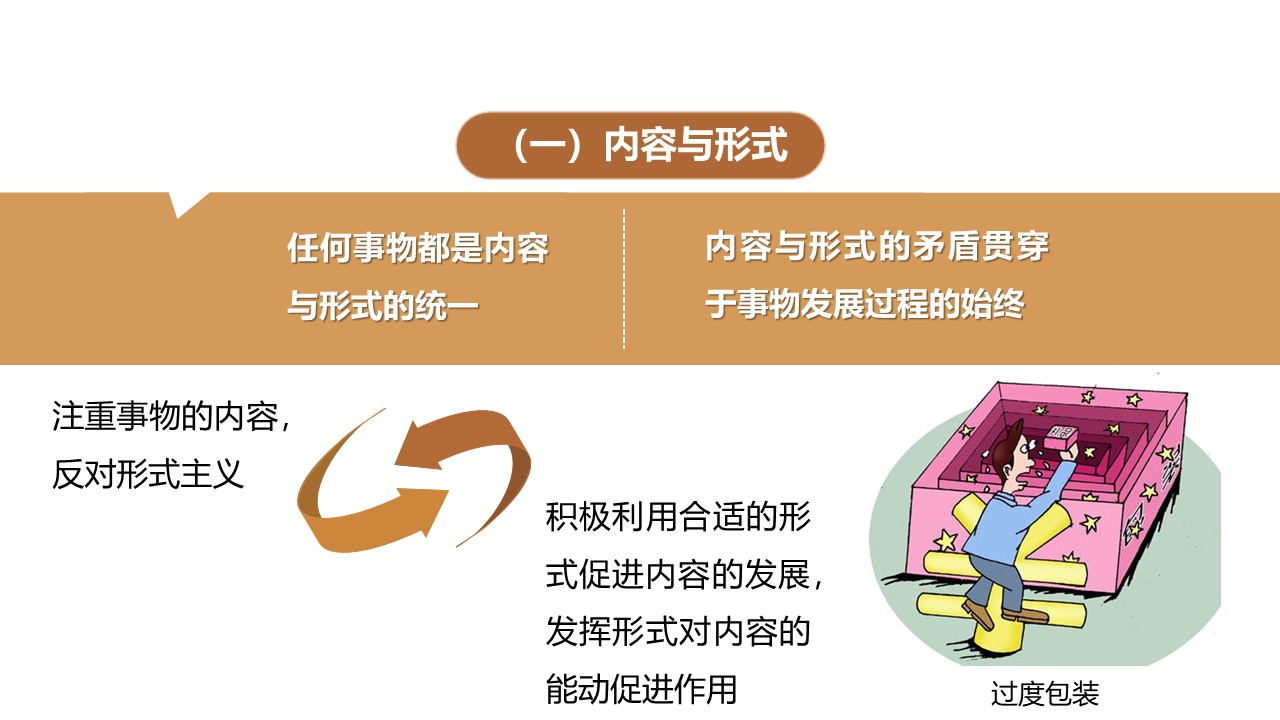 （一）内容与形式
任何事物都是内容
与形式的统一
内容与形式的矛盾贯穿
于事物发展过程的始终
注重事物的内容，
反对形式主义
积极利用合适的形
式促进内容的发展，
发挥形式对内容的
能动促进作用
过度包装